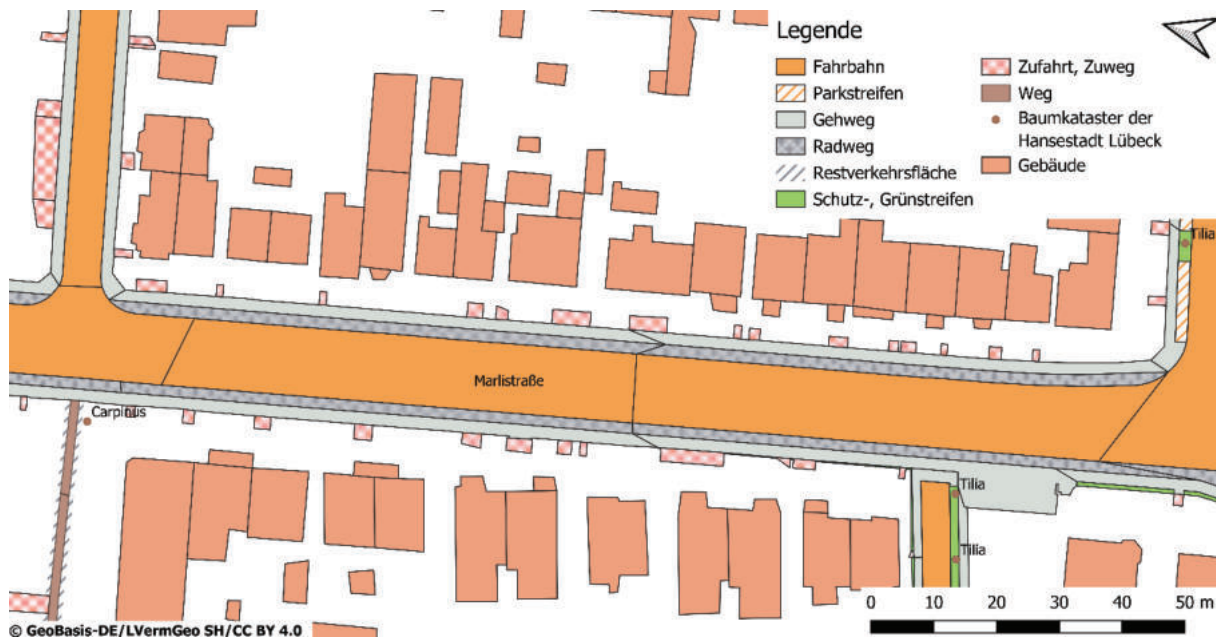 Legende
Fahrbahn
Parkstreifen
Gehweg
Radweg
Restverkehrsfläche
Schutz-, Grünstreifen
Zufahrt, Zuweg
Weg
Baumkataster der
Hansestadt Lübeck
Gebäude
Tilia
Marlistraße
Carpinus
Tilia
Tilia
0 10 20 30 40 50 m
© GeoBasis-DE/LVermGeo SH/CC BY 4.0